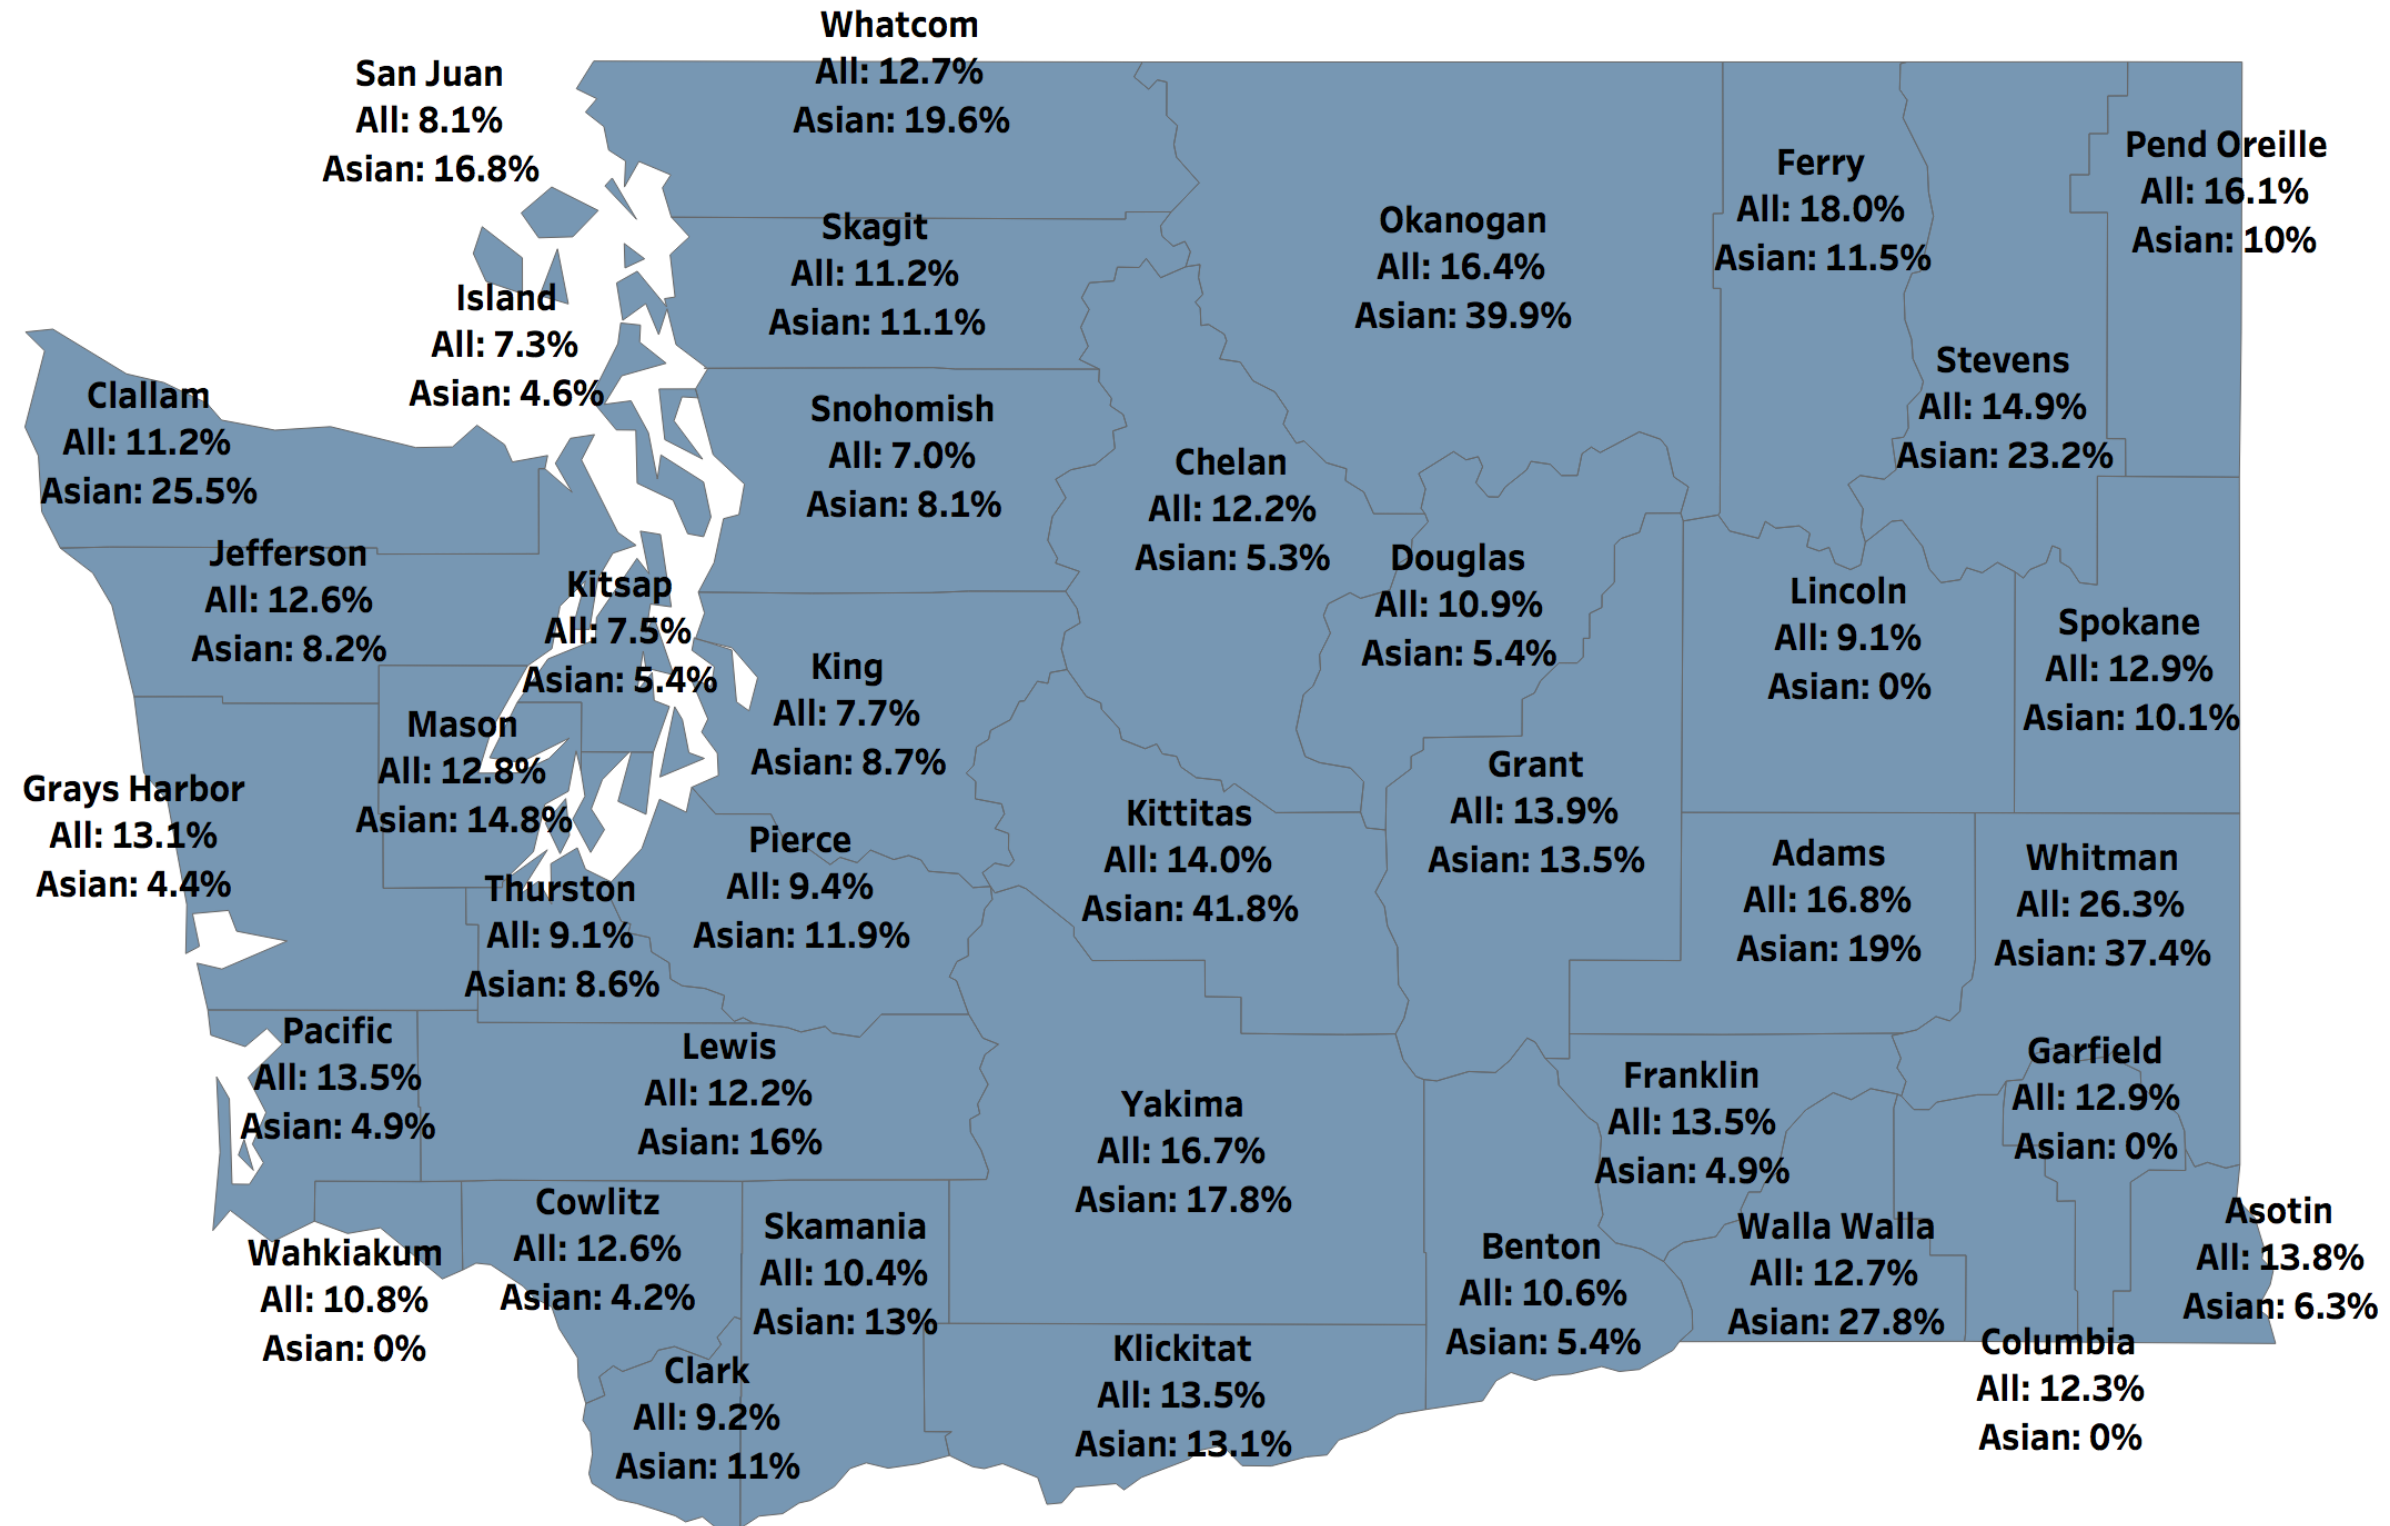 Whatcom
All: 12.7%
Asian: 19.6%
San Juan
All: 8.1%
Asian: 16.8%
Pend Oreille
All: 16.1%
Asian: 10%
Ferry
All: 18.0%
Asian: 11.5%
Okanogan
All: 16.4%
Asian: 39.9%
Skagit
All: 11.2%
Asian: 11.1%
Island
All: 7.3%
Asian: 4.6%
Stevens
All: 14.9%
Asian: 23.2%
Clallam
All: 11.2%
Asian: 25.5%
Snohomish
All: 7.0%
Asian: 8.1%
Chelan
All: 12.2%
Asian: 5.3%
Jefferson
All: 12.6%
Asian: 8.2%
Douglas
All: 10.9%
Asian: 5.4%
Kitsap
All: 7.5%
Asian: 5.4%
Lincoln
All: 9.1%
Asian: 0%
Spokane
All: 12.9%
Asian: 10.1%
King
All: 7.7%
Asian: 8.7%
Mason
All: 12.8%
Asian: 14.8%
Grant
All: 13.9%
Asian: 13.5%
Grays Harbor
All: 13.1%
Asian: 4.4%
Kittitas
All: 14.0%
Asian: 41.8%
Pierce
All: 9.4%
Asian: 11.9%
Adams
All: 16.8%
Asian: 19%
Whitman
All: 26.3%
Asian: 37.4%
Thurston
All: 9.1%
Asian: 8.6%
Pacific
All: 13.5%
Asian: 4.9%
Lewis
All: 12.2%
Asian: 16%
Garfield
All: 12.9%
Asian: 0%
Franklin
All: 13.5%
Asian: 4.9%
Yakima
All: 16.7%
Asian: 17.8%
Cowlitz
All: 12.6%
Asian: 4.2%
Asotin
All: 13.8%
Asian: 6.3%
Skamania
All: 10.4%
Asian: 13%
Walla Walla
All: 12.7%
Asian: 27.8%
Benton
All: 10.6%
Asian: 5.4%
Wahkiakum
All: 10.8%
Asian: 0%
Columbia
All: 12.3%
Asian: 0%
Klickitat
All: 13.5%
Asian: 13.1%
Clark
All: 9.2%
Asian: 11%